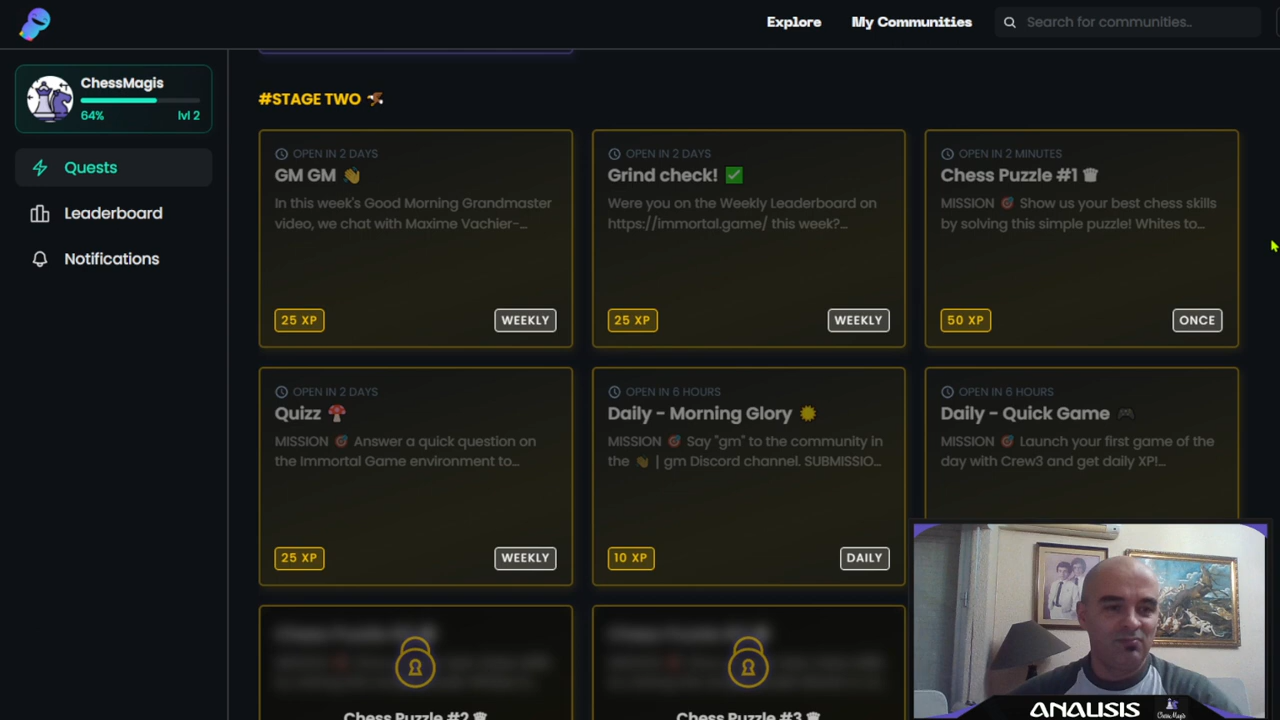 Explore
My Communities
Search for communities..
ChessMagis
64%
lvl 2
Quests
Leaderboard
Notifications
#STAGE TWO
OPEN IN 2 DAYS
GM GM
In this week's Good Morning Grandmaster
video, we chat with Maxime Vachier-...
25 XP
WEEKLY
OPEN IN 2 DAYS
Grind check!
Were you on the Weekly Leaderboard on
https://immortal.game/ this week?...
25 XP
WEEKLY
OPEN IN 2 MINUTES
Chess Puzzle #1
MISSION Show us your best chess skills
by solving this simple puzzle! Whites to...
50 XP
ONCE
OPEN IN 2 DAYS
Quizz
MISSION Answer a quick question on
the Immortal Game environment to...
25 XP
WEEKLY
OPEN IN 6 HOURS
Daily - Morning Glory
MISSION Say "gm" to the community in
the | gm Discord channel. SUBMISSIO...
10 XP
DAILY
OPEN IN 6 HOURS
Daily - Quick Game
MISSION Launch your first game of the
day with Crew3 and get daily XP!...
Chess Puzzle #2
Chess Puzzle #3
ANALISIS
ChessMagis